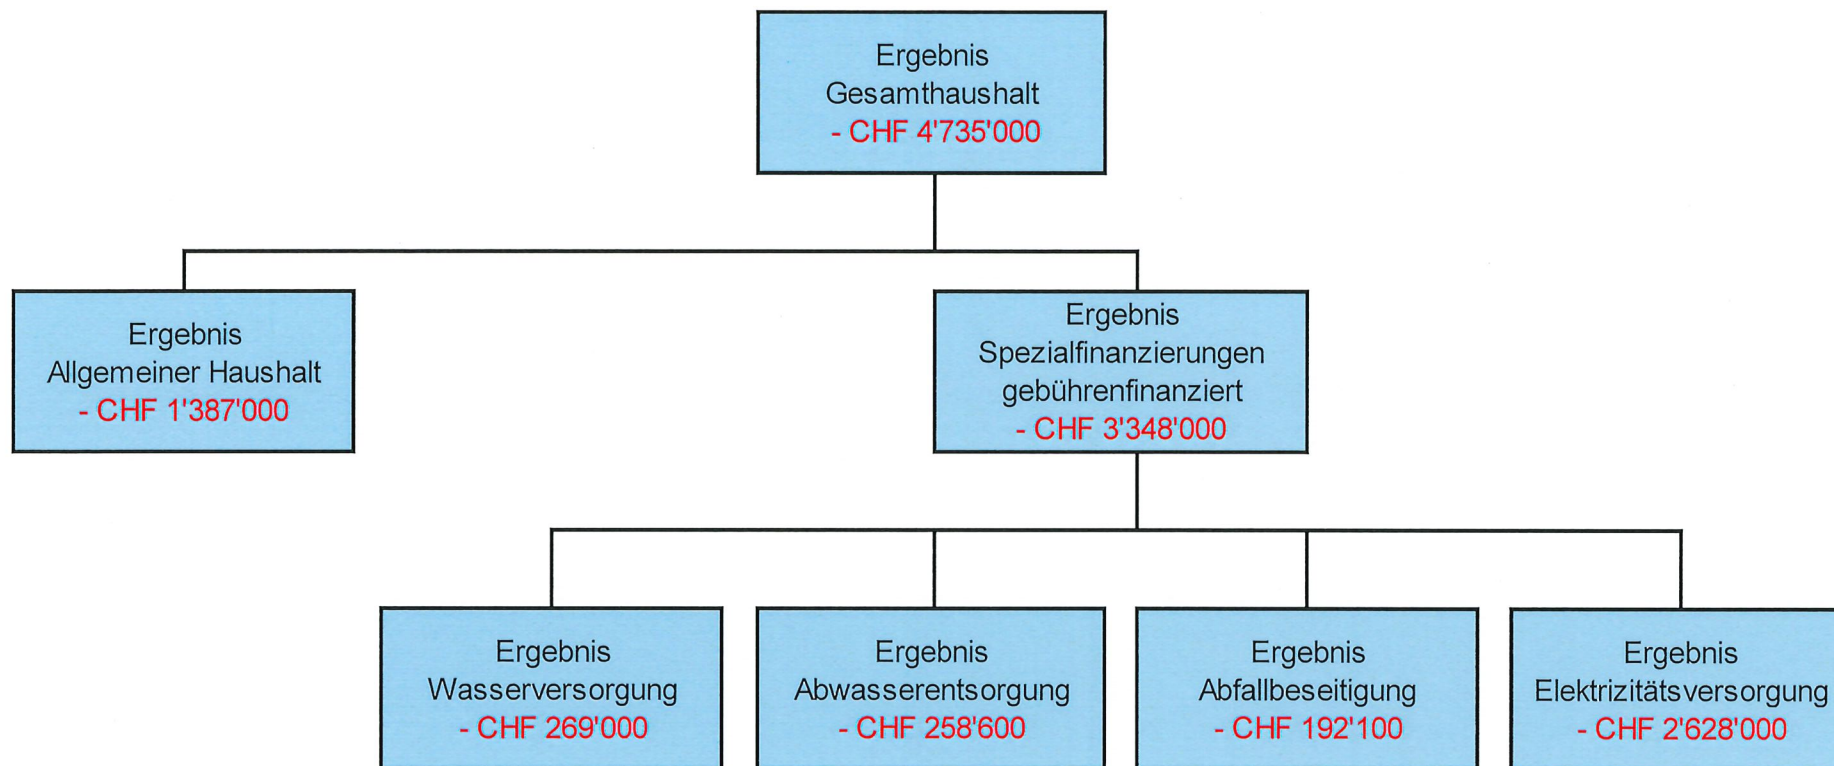 Ergebnis
Gesamthaushalt
- CHF 4'735'000
Ergebnis
Allgemeiner Haushalt
- CHF 1'387'000
Ergebnis
Spezialfinanzierungen
gebührenfinanziert
- CHF 3'348'000
Ergebnis
Wasserversorgung
- CHF 269'000
Ergebnis
Abwasserentsorgung
- CHF 258'600
Ergebnis
Abfallbeseitigung
- CHF 192'100
Ergebnis
Elektrizitätsversorgung
- CHF 2'628'000